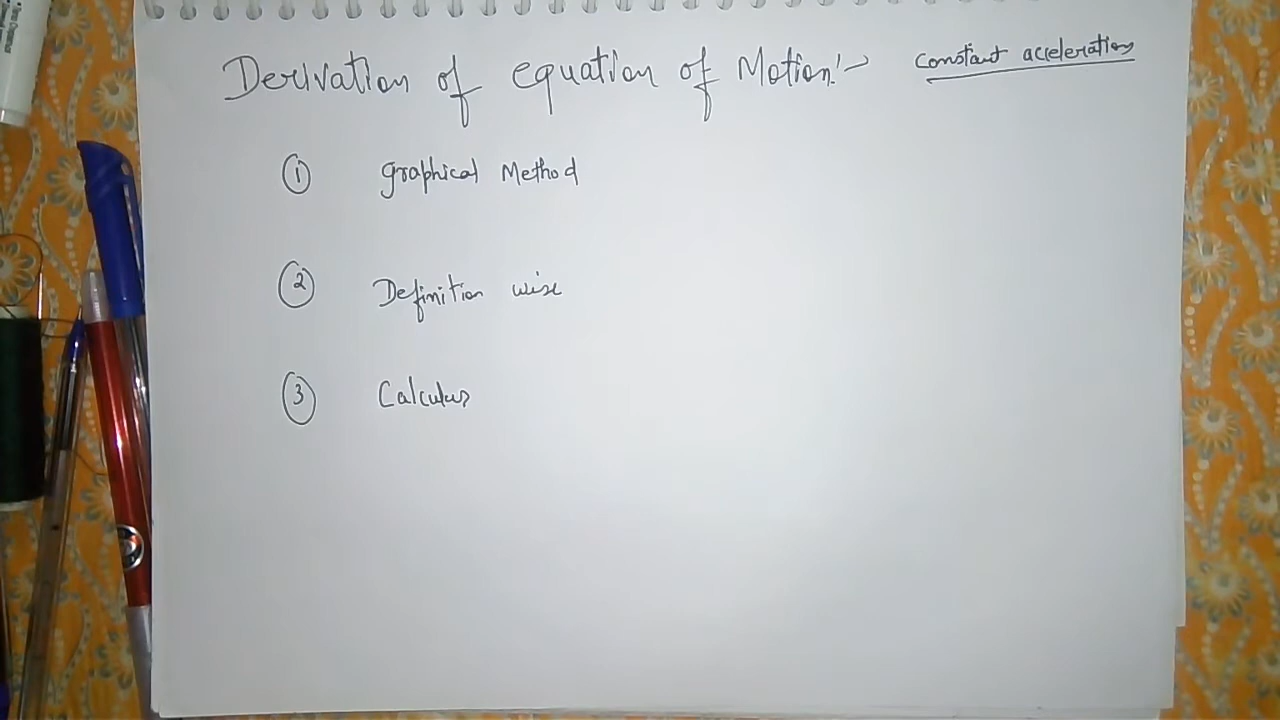 Derivation of equation of Motion:- constant acceleration
① graphical Method
② Definition wise
③ Calculus